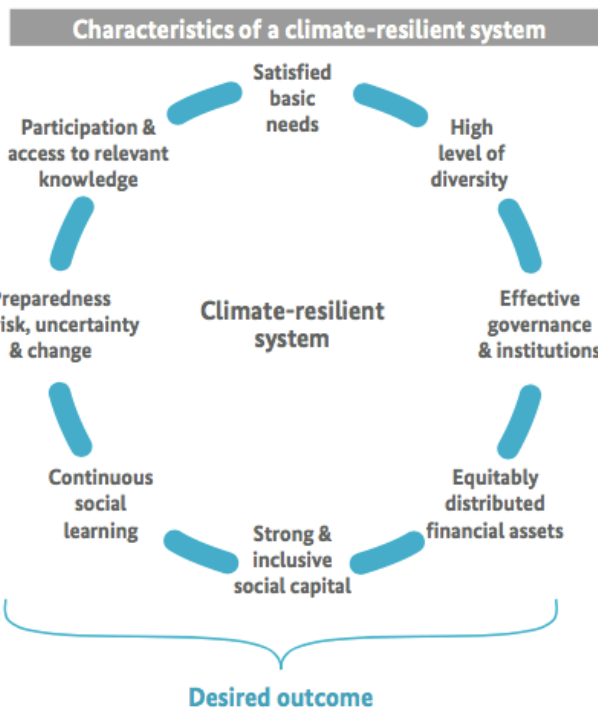 Characteristics of a climate-resilient system
Satisfied
basic
needs
High
level of
diversity
Effective
governance
& institutions
Equitably
distributed
financial assets
Strong &
inclusive
social capital
Continuous
social
learning
reparedness
isk, uncertainty
& change
Participation &
access to relevant
knowledge
Climate-resilient
system
Desired outcome